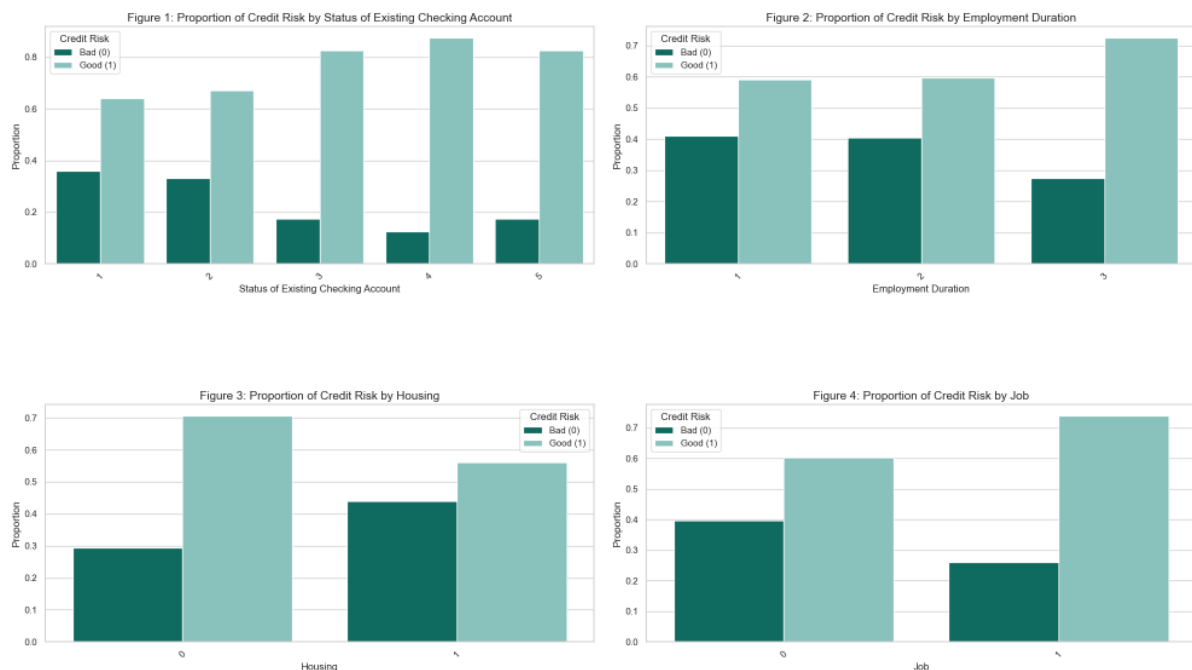 Figure 1: Proportion of Credit Risk by Status of Existing Checking Account
Credit Risk
Bad (0)
Good (1)
0.8
0.6
0.4
0.2
0.0
Proportion
1
2
3
4
5
Status of Existing Checking Account
Figure 2: Proportion of Credit Risk by Employment Duration
Credit Risk
Bad (0)
Good (1)
0.7
0.6
0.5
0.4
0.3
0.2
0.1
0.0
Proportion
1
2
3
Employment Duration
Figure 3: Proportion of Credit Risk by Housing
Credit Risk
Bad (0)
Good (1)
0.7
0.6
0.5
0.4
0.3
0.2
0.1
0.0
Proportion
0
1
Housing
Figure 4: Proportion of Credit Risk by Job
Credit Risk
Bad (0)
Good (1)
0.7
0.6
0.5
0.4
0.3
0.2
0.1
0.0
Proportion
0
1
Job